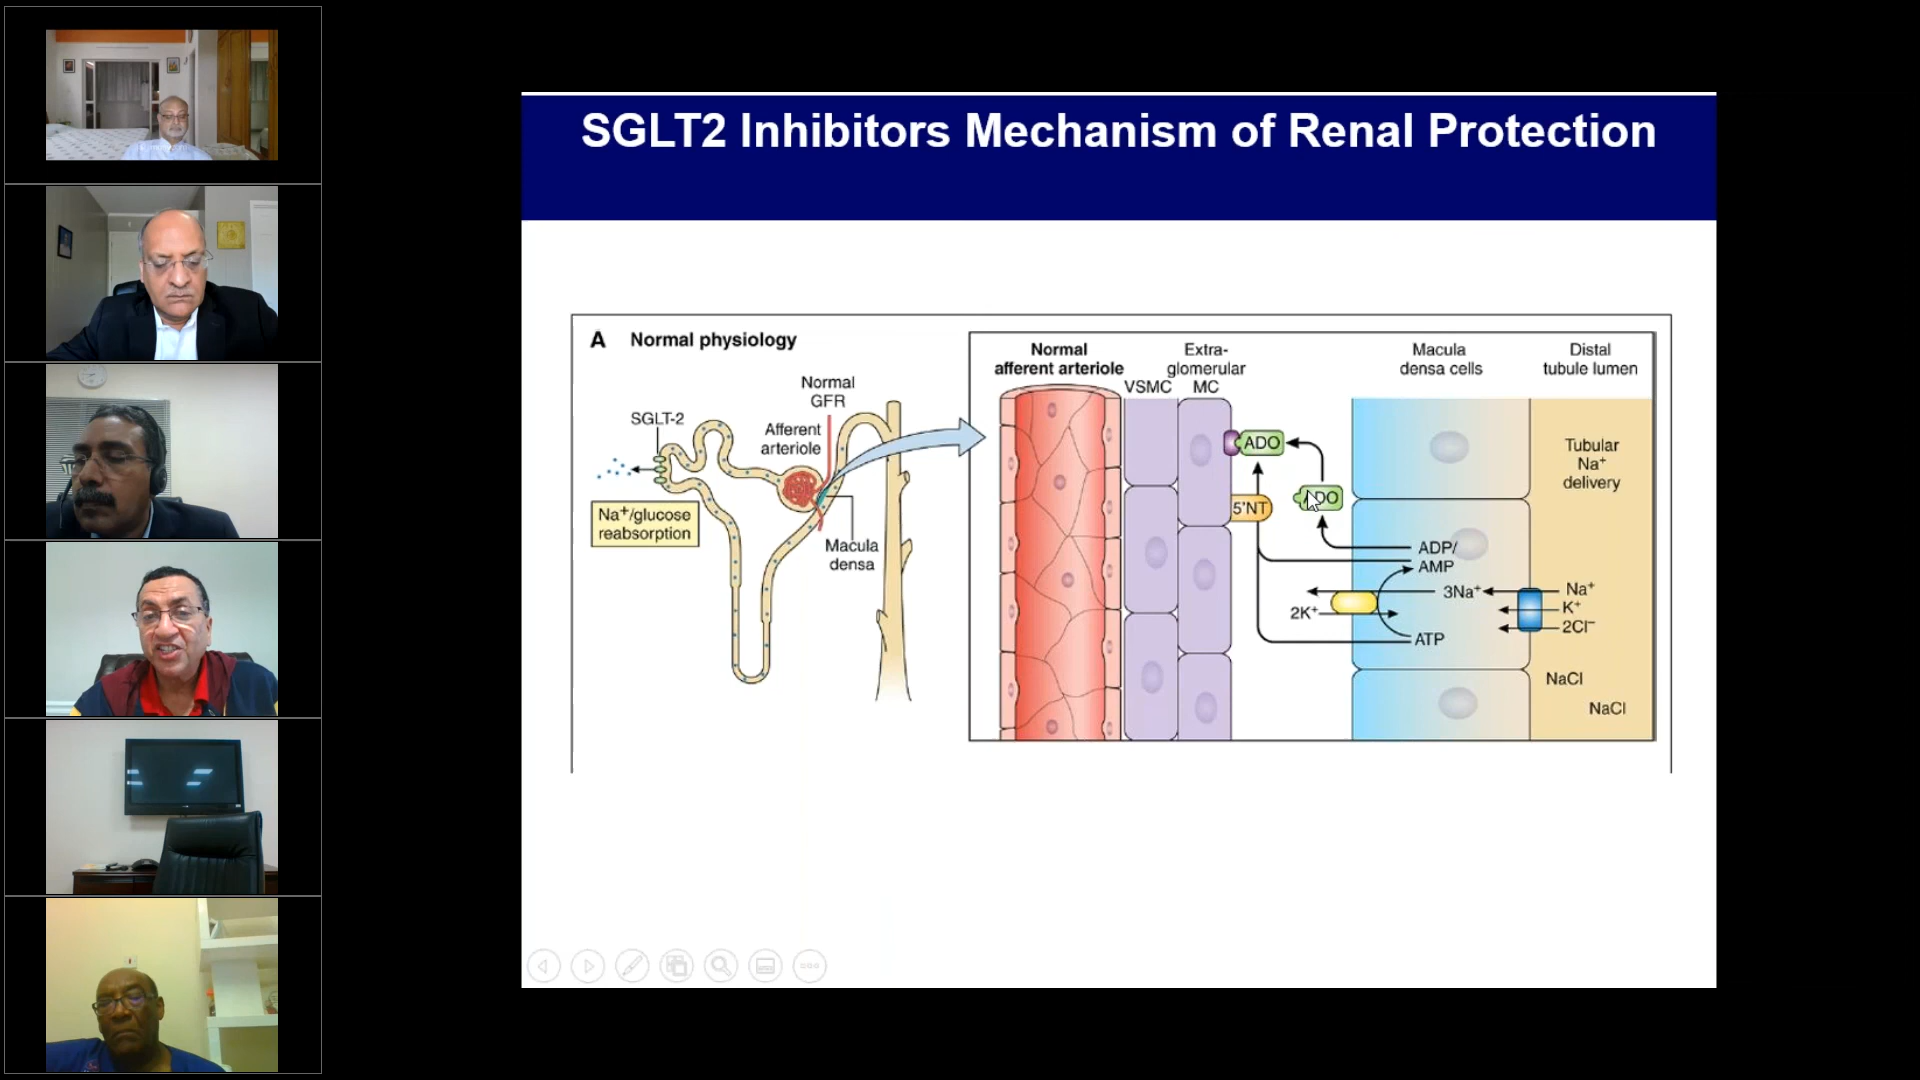 SGLT2 Inhibitors Mechanism of Renal Protection
A Normal physiology
Normal
GFR
SGLT-2
Afferent
arteriole
Na+/glucose
reabsorption
Macula
densa
Normal
afferent arteriole
Extra-
glomerular
VSMC MC
Macula
densa cells
Distal
tubule lumen
ADO
Tubular
Na+
delivery
5'NT
ADO
ADP/
AMP
3Na+
Na+
K+
2K+
2Cl−
ATP
NaCl
NaCl